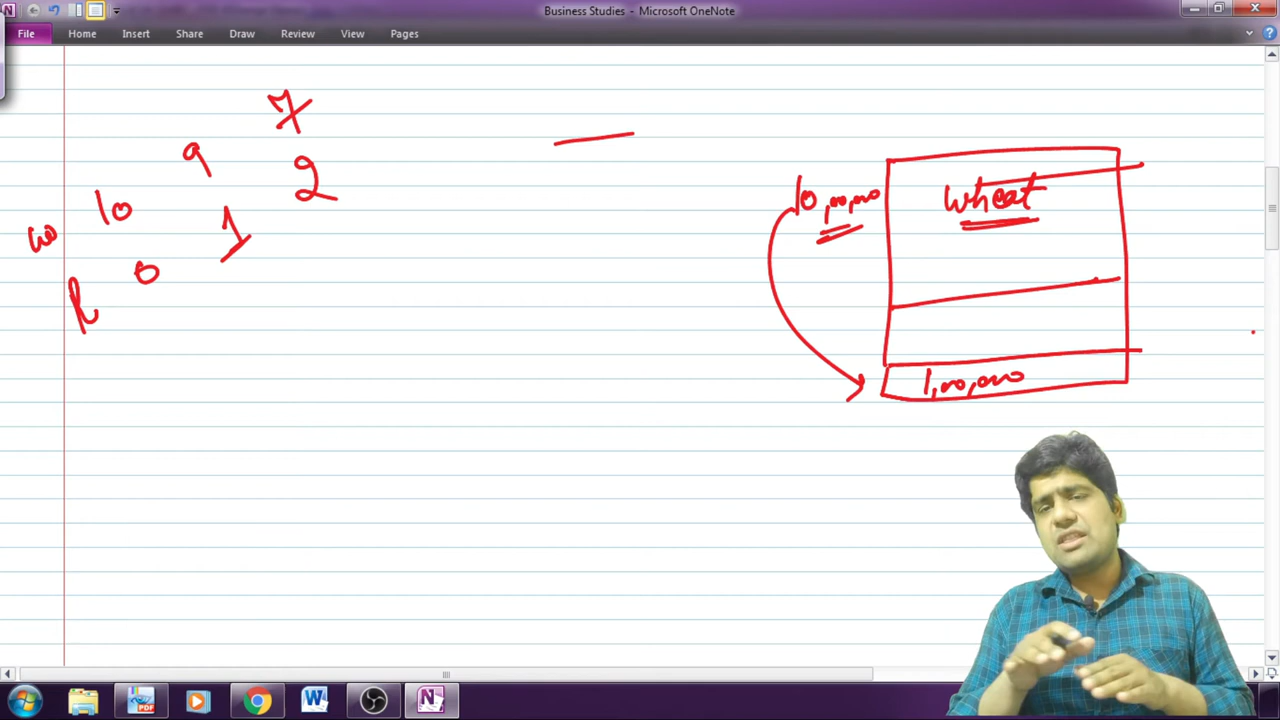 Business Studies - Microsoft OneNote
File Home Insert Share Draw Review View Pages
7
9 2
10 1
w 0
R
10,00,000 wheat
1,00,000